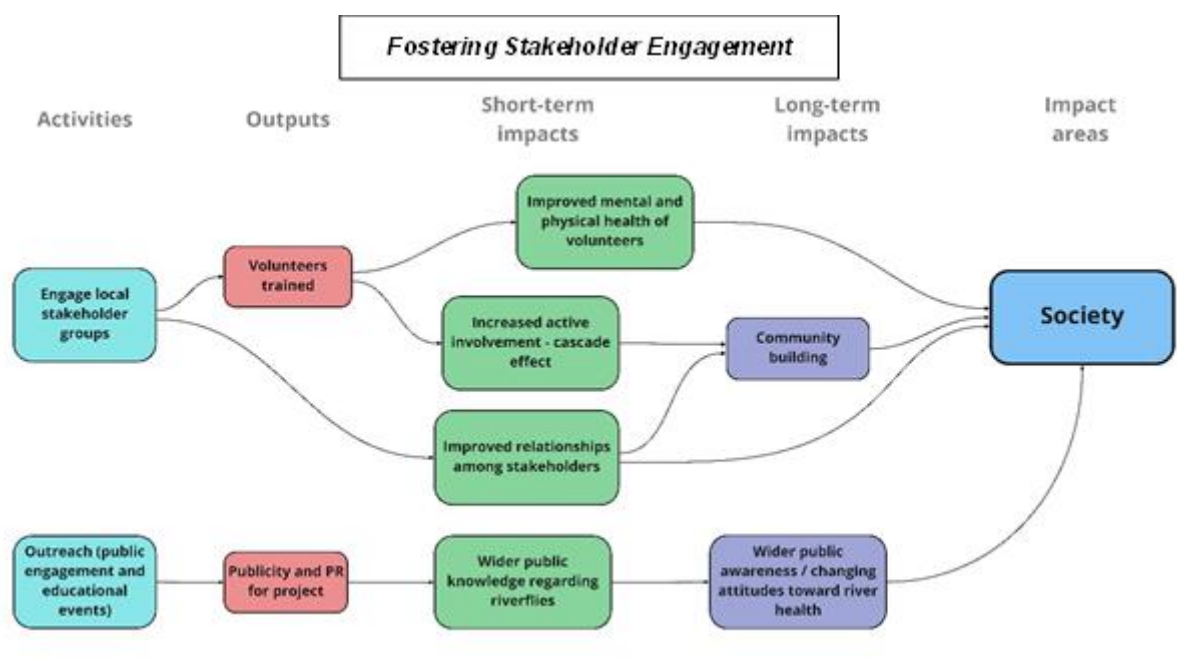 Fostering Stakeholder Engagement
Activities
Outputs
Short-term
impacts
Long-term
impacts
Impact
areas
Improved mental and
physical health of
volunteers
Volunteers
trained
Engage local
stakeholder
groups
Increased active
involvement - cascade
effect
Community
building
Society
Improved relationships
among stakeholders
Outreach (public
engagement and
educational
events)
Publicity and PR
for project
Wider public
knowledge regarding
riverflies
Wider public
awareness / changing
attitudes toward river
health